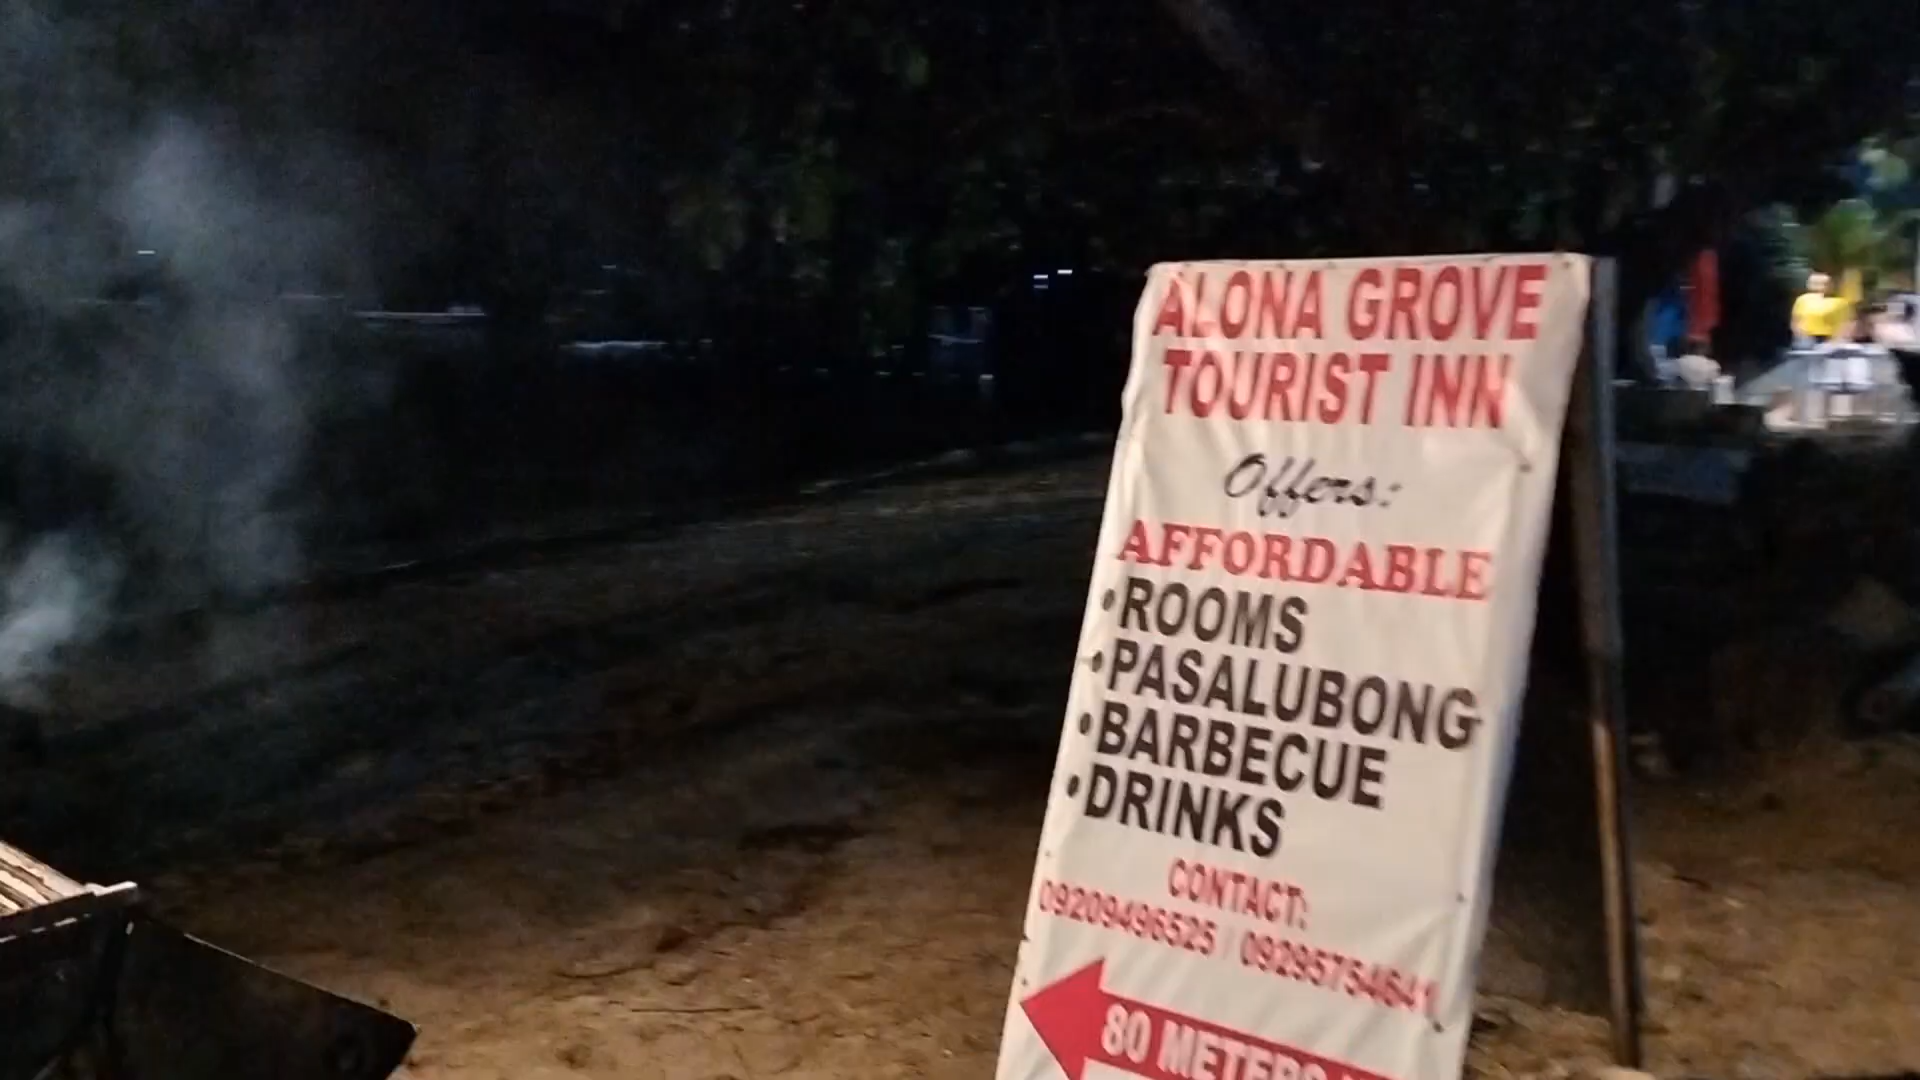 ALONA GROVE
TOURIST INN
Offers:
AFFORDABLE
•ROOMS
•PASALUBONG
•BARBECUE
•DRINKS
CONTACT:
09209496525 / 09295754641
80 METERS